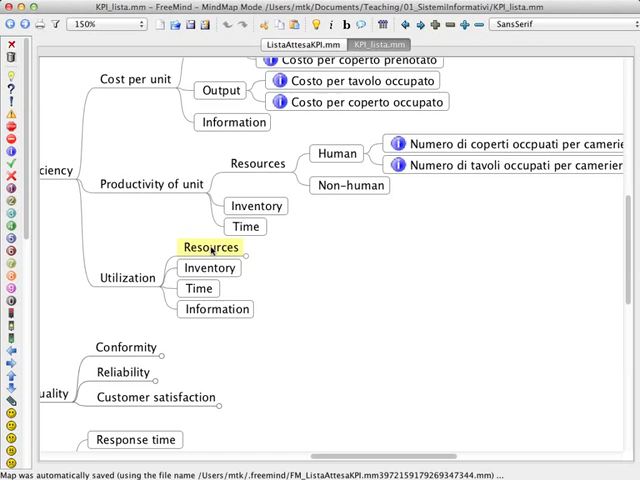 KPI_lista.mm - FreeMind - MindMap Mode /Users/mtk/Documents/Teaching/01_SistemiInformativi/KPI_lista.mm
150%
SansSerif
ListaAttesaKPI.mm KPI_lista.mm
Costo per coperto prenotato
Cost per unit
Output
Costo per tavolo occupato
Costo per coperto occupato
Information
ciency
Productivity of unit
Resources
Human
Numero di coperti occpuati per camerie
Numero di tavoli occupati per camerier
Non-human
Inventory
Time
Utilization
Resources
Inventory
Time
Information
uality
Conformity
Reliability
Customer satisfaction
Response time
Map was automatically saved (using the file name /Users/mtk/.freemind/FM_ListaAttesaKPI.mm3972159179269347344.mm) ...